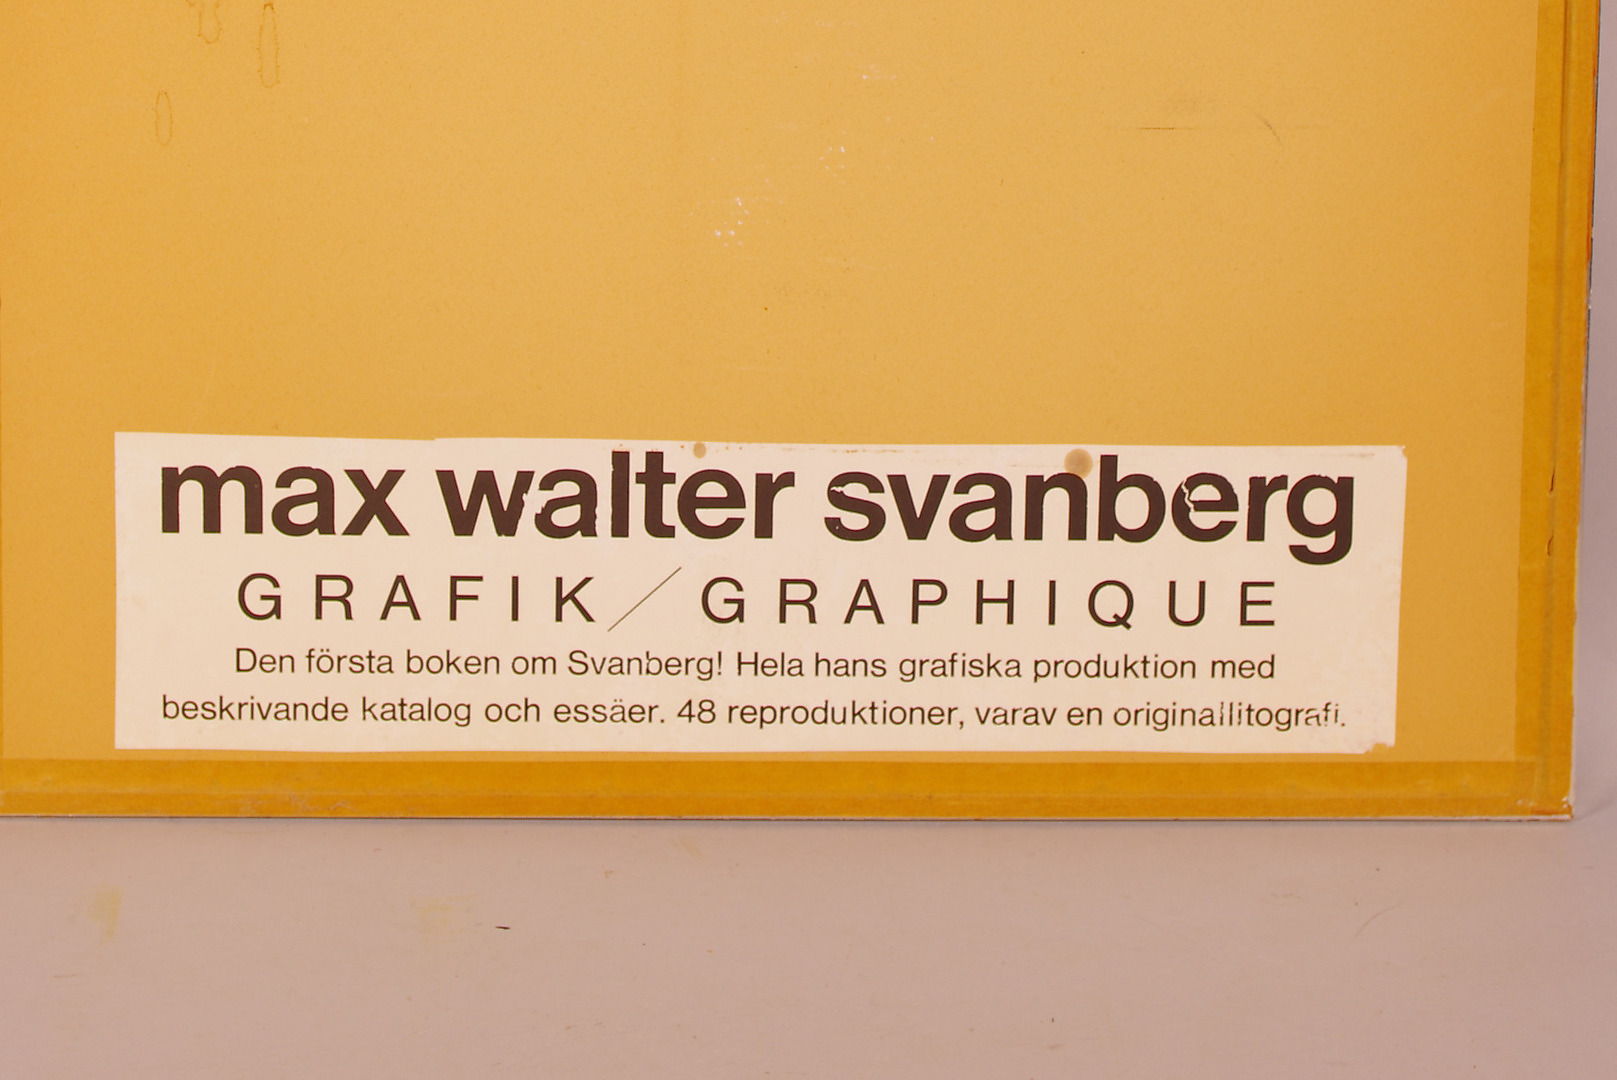 max walter svanberg
GRAFIK/GRAPHIQUE
Den första boken om Svanberg! Hela hans grafiska produktion med
beskrivande katalog och essäer. 48 reproduktioner, varav en originallitografi.